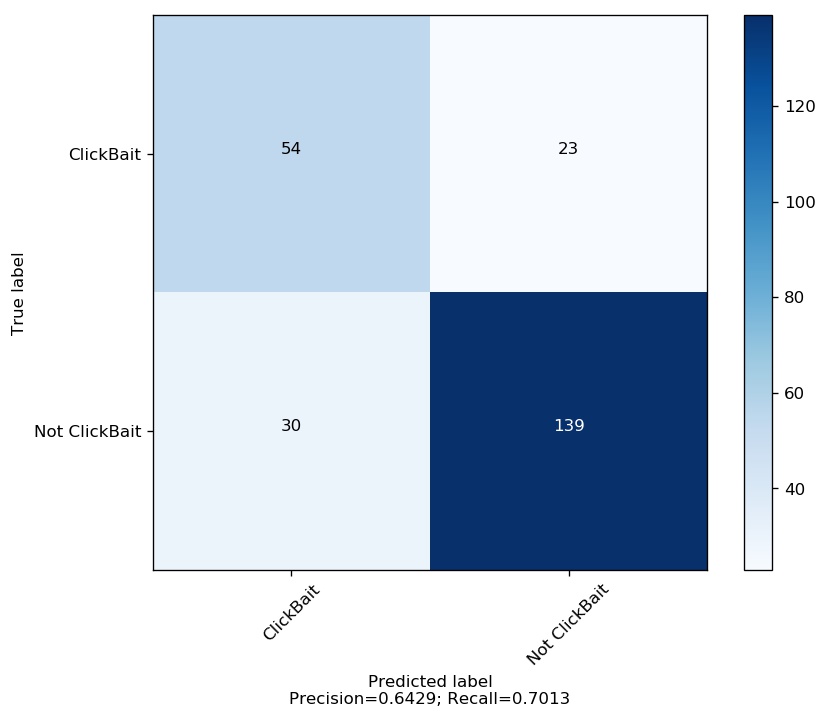 ClickBait
54
23
True label
Not ClickBait
30
139
ClickBait
Not ClickBait
Predicted label
Precision=0.6429; Recall=0.7013
120
100
80
60
40